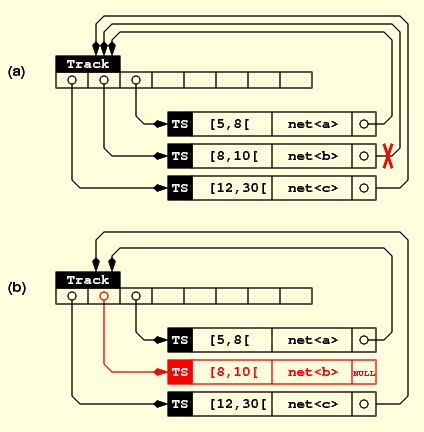 (a)
Track
TS [5,8[ net<a>
TS [8,10[ net<b>
TS [12,30[ net<c>
(b)
Track
TS [5,8[ net<a>
TS [8,10[ net<b> NULL
TS [12,30[ net<c>